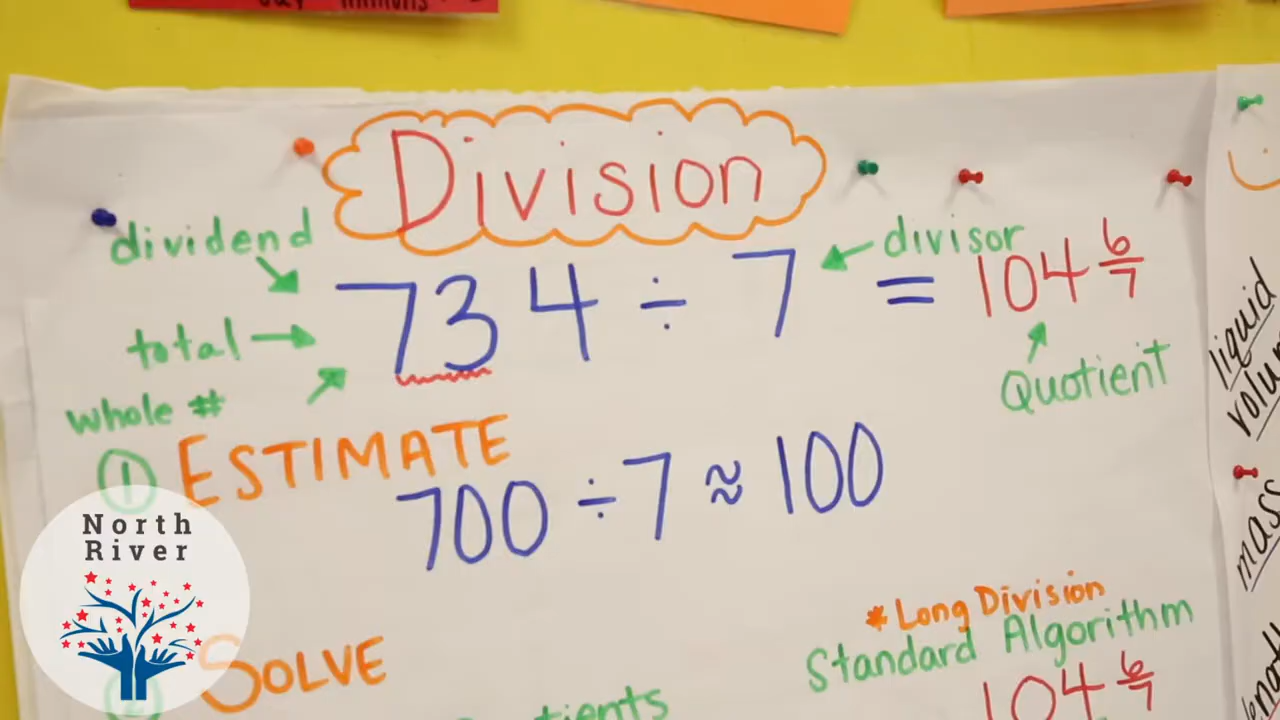 Division
dividend
total
whole #
734 ÷ 7 = 104 6/7
divisor
Quotient
① ESTIMATE
700 ÷ 7 ≈ 100
② SOLVE
* Long Division
Standard Algorithm
104 6/7
liquid
mass
North
River